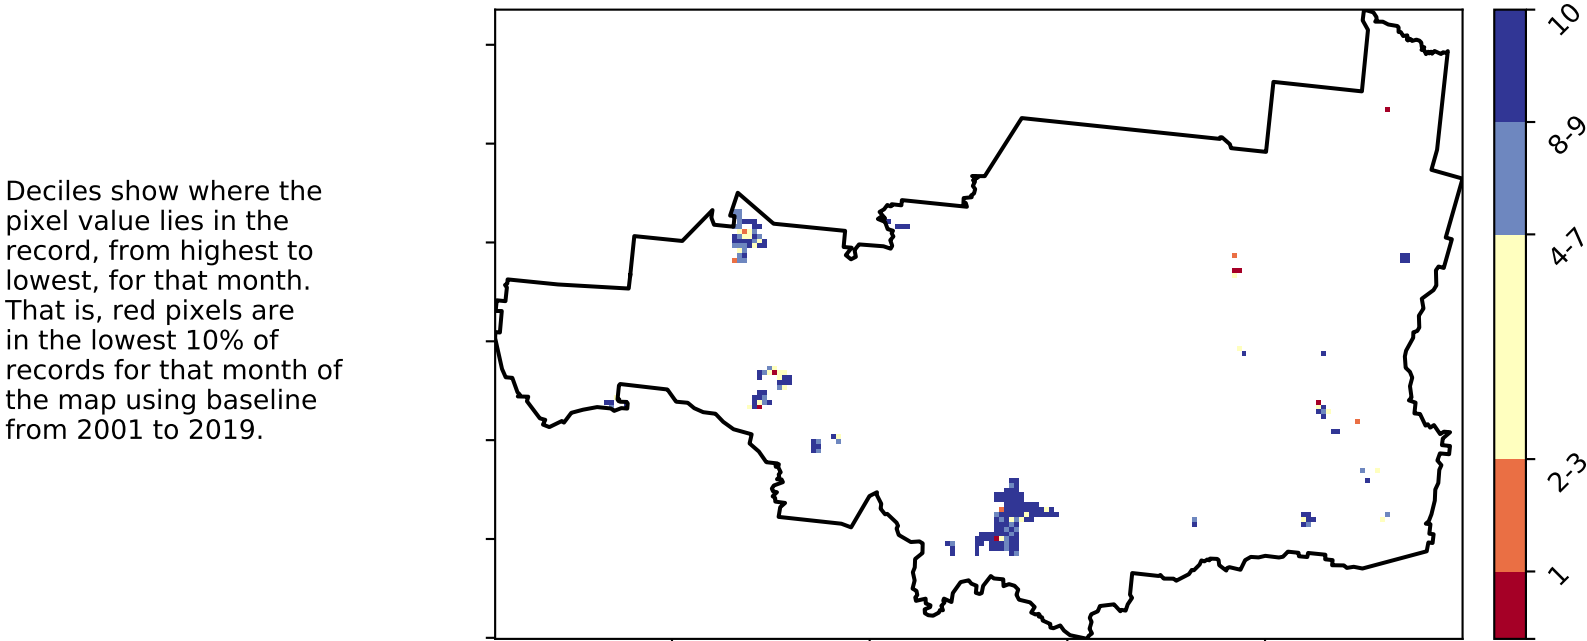 Deciles show where the
pixel value lies in the
record, from highest to
lowest, for that month.
That is, red pixels are
in the lowest 10% of
records for that month of
the map using baseline
from 2001 to 2019.
10
8-9
4-7
2-3
1